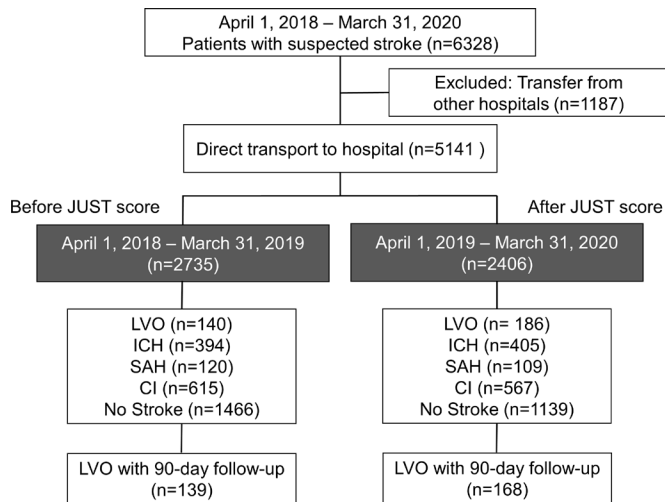 April 1, 2018 – March 31, 2020
Patients with suspected stroke (n=6328)
Excluded: Transfer from
other hospitals (n=1187)
Direct transport to hospital (n=5141 )
Before JUST score
After JUST score
April 1, 2018 – March 31, 2019
(n=2735)
April 1, 2019 – March 31, 2020
(n=2406)
LVO (n=140)
ICH (n=394)
SAH (n=120)
CI (n=615)
No Stroke (n=1466)
LVO (n= 186)
ICH (n=405)
SAH (n=109)
CI (n=567)
No Stroke (n=1139)
LVO with 90-day follow-up
(n=139)
LVO with 90-day follow-up
(n=168)